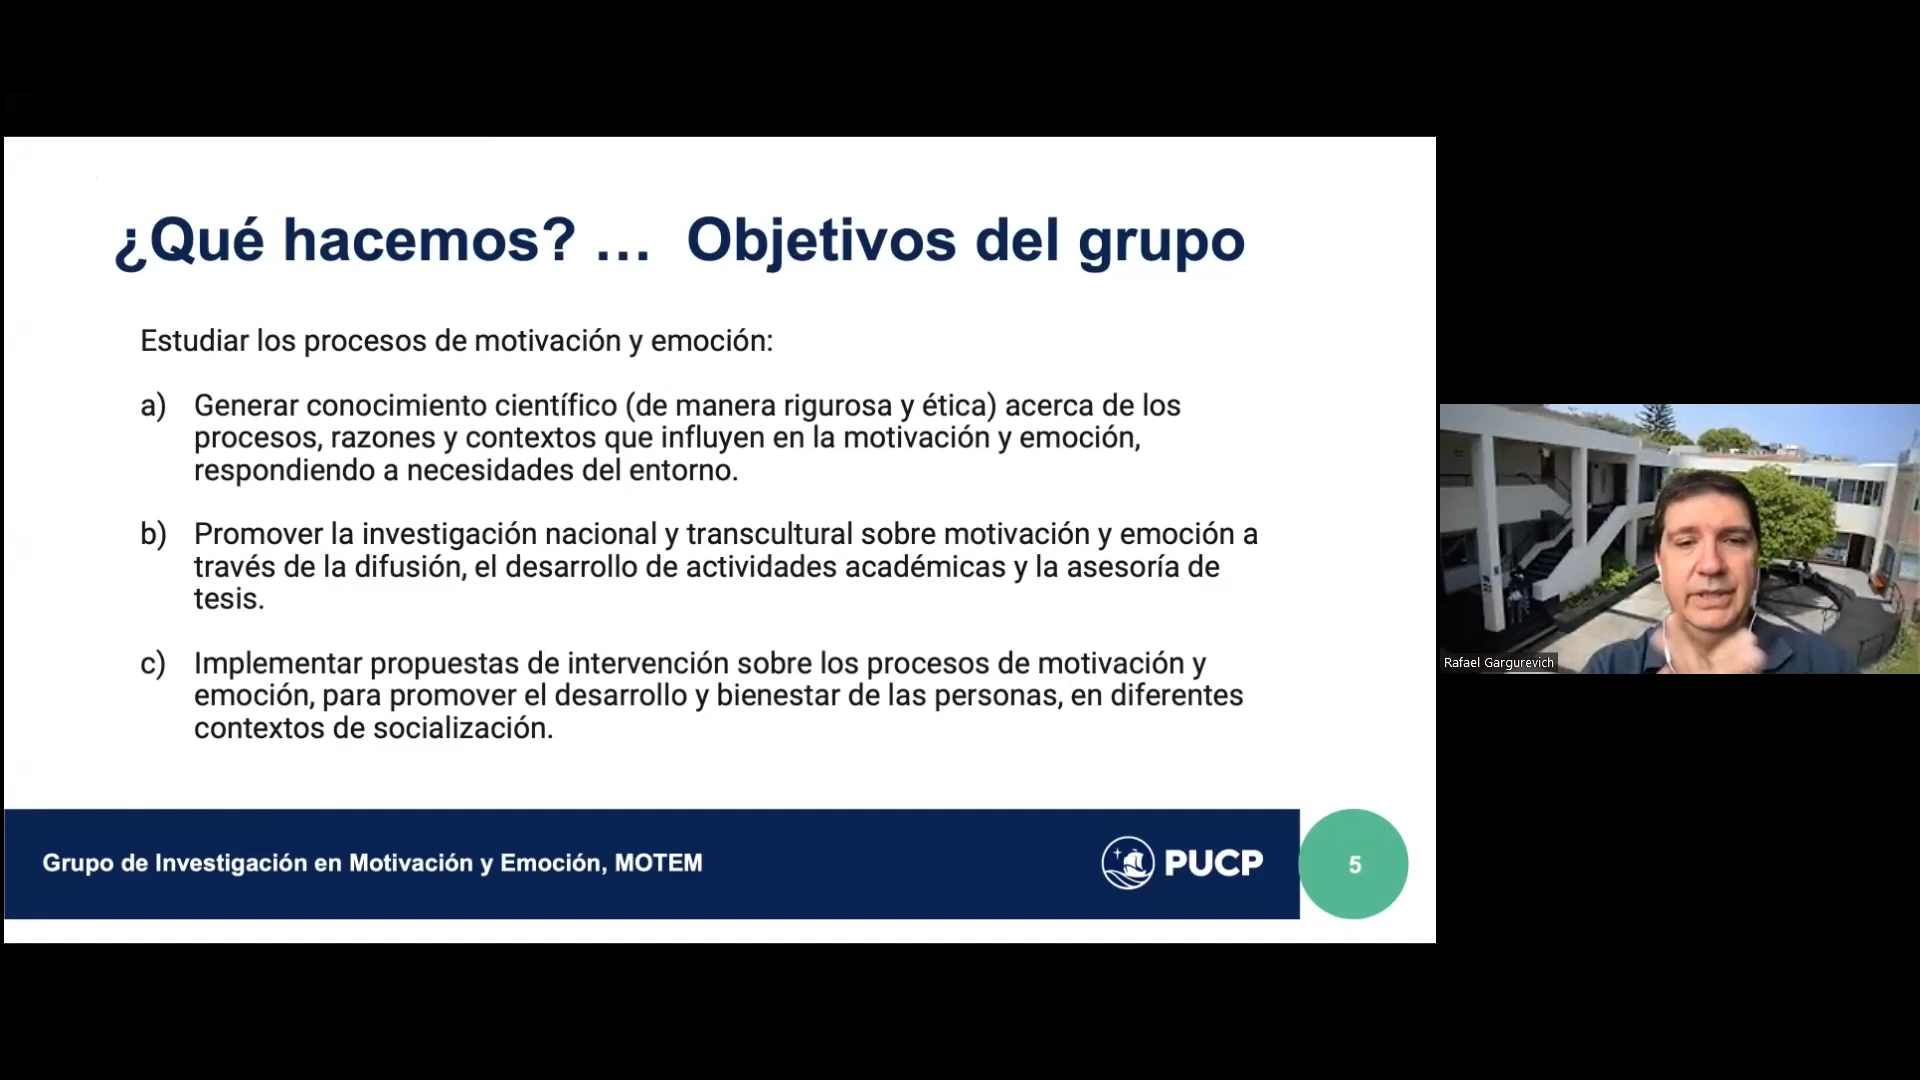 ¿Qué hacemos? ... Objetivos del grupo
Estudiar los procesos de motivación y emoción:
a) Generar conocimiento científico (de manera rigurosa y ética) acerca de los
procesos, razones y contextos que influyen en la motivación y emoción,
respondiendo a necesidades del entorno.
b) Promover la investigación nacional y transcultural sobre motivación y emoción a
través de la difusión, el desarrollo de actividades académicas y la asesoría de
tesis.
c) Implementar propuestas de intervención sobre los procesos de motivación y
emoción, para promover el desarrollo y bienestar de las personas, en diferentes
contextos de socialización.
Grupo de Investigación en Motivación y Emoción, MOTEM
PUCP
5
Rafael Gargurevich